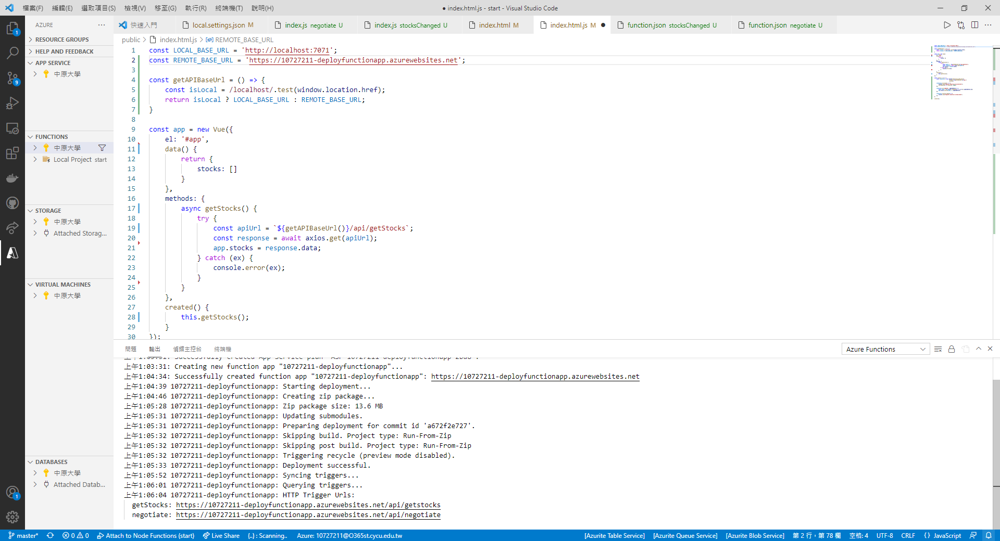 檔案(F) 編輯(E) 選取項目(S) 檢視(V) 移至(G) 執行(R) 終端機(T) 說明(H)
● index.html.js - start - Visual Studio Code
AZURE
RESOURCE GROUPS
HELP AND FEEDBACK
APP SERVICE
中原大學
FUNCTIONS
中原大學
Local Project start
STORAGE
中原大學
Attached Storag...
VIRTUAL MACHINES
中原大學
DATABASES
中原大學
Attached Datab...
1
9
1
快速入門
local.settings.json M
index.js negotiate U
index.js stocksChanged U
index.html M
index.html.js M ●
function.json stocksChanged U
function.json negotiate U
public > index.html.js > REMOTE_BASE_URL
1 const LOCAL_BASE_URL = 'http://localhost:7071';
2 const REMOTE_BASE_URL = 'https://10727211-deployfunctionapp.azurewebsites.net';
3
4 const getAPIBaseUrl = () => {
5 const isLocal = /localhost/.test(window.location.href);
6 return isLocal ? LOCAL_BASE_URL : REMOTE_BASE_URL;
7 }
8
9 const app = new Vue({
10 el: '#app',
11 data() {
12 return {
13 stocks: []
14 }
15 },
16 methods: {
17 async getStocks() {
18 try {
19 const apiUrl = `${getAPIBaseUrl()}/api/getStocks`;
20 const response = await axios.get(apiUrl);
21 app.stocks = response.data;
22 } catch (ex) {
23 console.error(ex);
24 }
25 }
26 },
27 created() {
28 this.getStocks();
29 }
30 });
問題 輸出 偵錯主控台 終端機
Azure Functions
上午1:03:31: Successfully created App Service plan
上午1:03:31: Creating new function app "10727211-deployfunctionapp"...
上午1:04:34: Successfully created function app "10727211-deployfunctionapp": https://10727211-deployfunctionapp.azurewebsites.net
上午1:04:39 10727211-deployfunctionapp: Starting deployment...
上午1:04:46 10727211-deployfunctionapp: Creating zip package...
上午1:05:28 10727211-deployfunctionapp: Zip package size: 13.6 MB
上午1:05:31 10727211-deployfunctionapp: Updating submodules.
上午1:05:31 10727211-deployfunctionapp: Preparing deployment for commit id 'a672f2e727'.
上午1:05:32 10727211-deployfunctionapp: Skipping build. Project type: Run-From-Zip
上午1:05:32 10727211-deployfunctionapp: Skipping post build. Project type: Run-From-Zip
上午1:05:32 10727211-deployfunctionapp: Triggering recycle (preview mode disabled).
上午1:05:33 10727211-deployfunctionapp: Deployment successful.
上午1:05:52 10727211-deployfunctionapp: Syncing triggers...
上午1:06:01 10727211-deployfunctionapp: Querying triggers...
上午1:06:04 10727211-deployfunctionapp: HTTP Trigger Urls:
getStocks: https://10727211-deployfunctionapp.azurewebsites.net/api/getstocks
negotiate: https://10727211-deployfunctionapp.azurewebsites.net/api/negotiate
master* 0 0 Attach to Node Functions (start) Live Share {..} : Scanning.. Azure: 10727211@O365st.cycu.edu.tw [Azurite Table Service] [Azurite Queue Service] [Azurite Blob Service] 第 2 行，第 78 欄 空格: 4 UTF-8 CRLF {} JavaScript